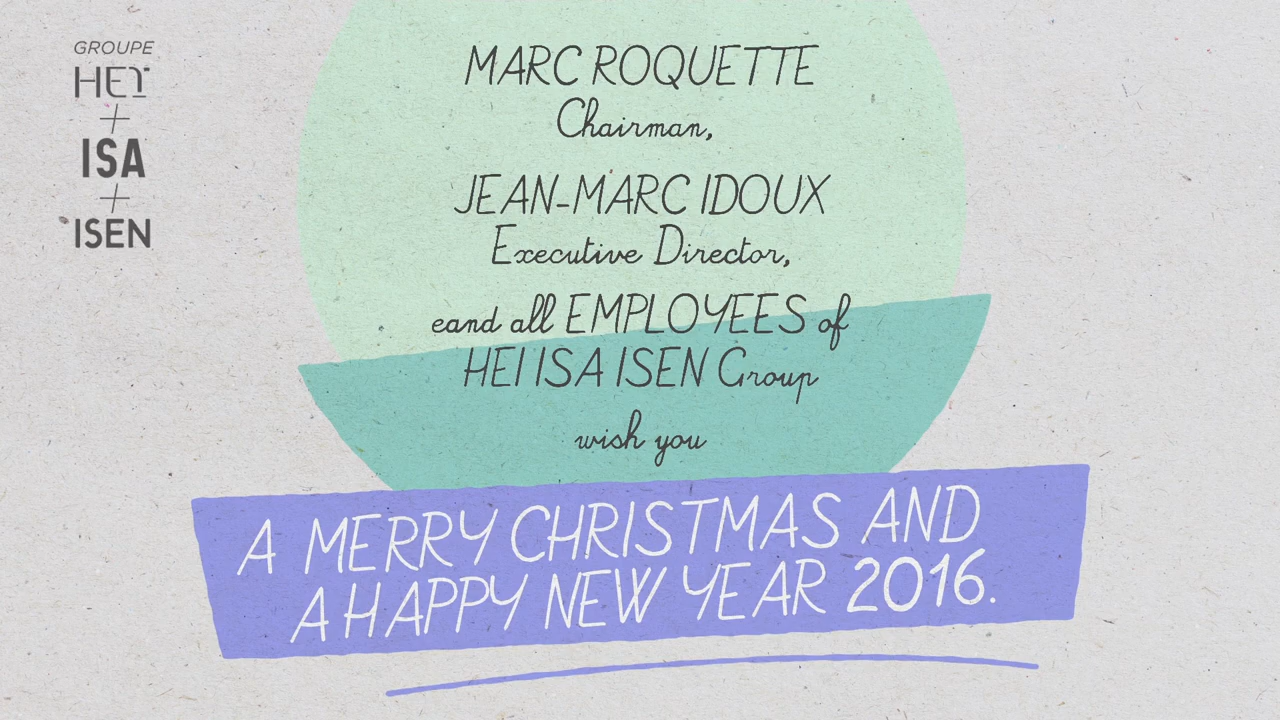 GROUPE
HEI
+
ISA
+
ISEN
MARC ROQUETTE
Chairman,
JEAN-MARC IDOUX
Executive Director,
eand all EMPLOYEES of
HEI ISA ISEN Group
wish you
A MERRY CHRISTMAS AND
A HAPPY NEW YEAR 2016.